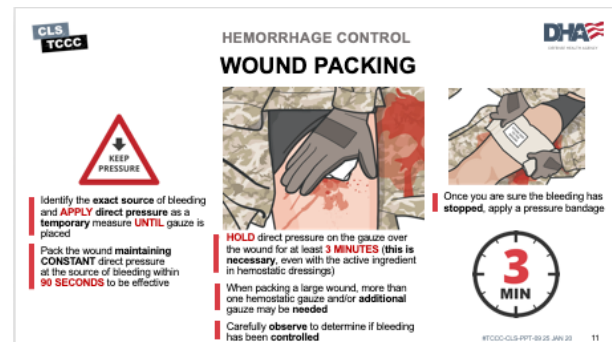 CLS
TCCC
HEMORRHAGE CONTROL
WOUND PACKING
DHA
DEFENSE HEALTH AGENCY
KEEP
PRESSURE
Identify the exact source of bleeding
and APPLY direct pressure as a
temporary measure UNTIL gauze is
placed
Pack the wound maintaining
CONSTANT direct pressure
at the source of bleeding within
90 SECONDS to be effective
HOLD direct pressure on the gauze over
the wound for at least 3 MINUTES (this is
necessary, even with the active ingredient
in hemostatic dressings)
When packing a large wound, more than
one hemostatic gauze and/or additional
gauze may be needed
Carefully observe to determine if bleeding
has been controlled
Once you are sure the bleeding has
stopped, apply a pressure bandage
3
MIN
#TCCC-CLS-PPT-09 25 JAN 20
11